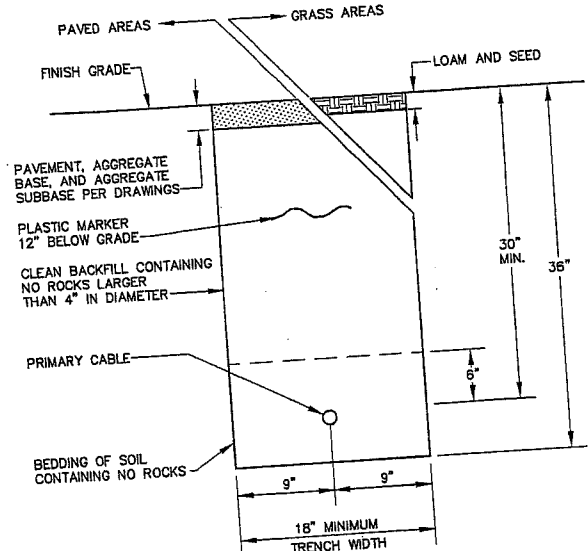 PAVED AREAS
GRASS AREAS
FINISH GRADE
LOAM AND SEED
PAVEMENT, AGGREGATE
BASE, AND AGGREGATE
SUBBASE PER DRAWINGS
PLASTIC MARKER
12" BELOW GRADE
CLEAN BACKFILL CONTAINING
NO ROCKS LARGER
THAN 4" IN DIAMETER
30"
MIN.
36"
PRIMARY CABLE
6"
BEDDING OF SOIL
CONTAINING NO ROCKS
9"
9"
18" MINIMUM
TRENCH WIDTH